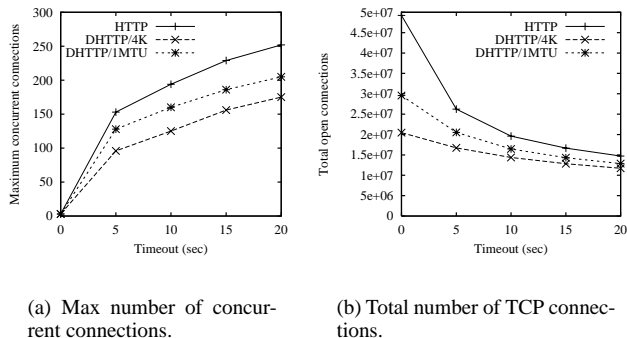 Maximum concurrent connections
300
250
200
150
100
50
0
HTTP
DHTTP/4K
DHTTP/1MTU
0 5 10 15 20
Timeout (sec)
Total open connections
5e+07
4.5e+07
4e+07
3.5e+07
3e+07
2.5e+07
2e+07
1.5e+07
1e+07
5e+06
0
HTTP
DHTTP/4K
DHTTP/1MTU
0 5 10 15 20
Timeout (sec)
(a) Max number of concur-
rent connections.
(b) Total number of TCP connec-
tions.